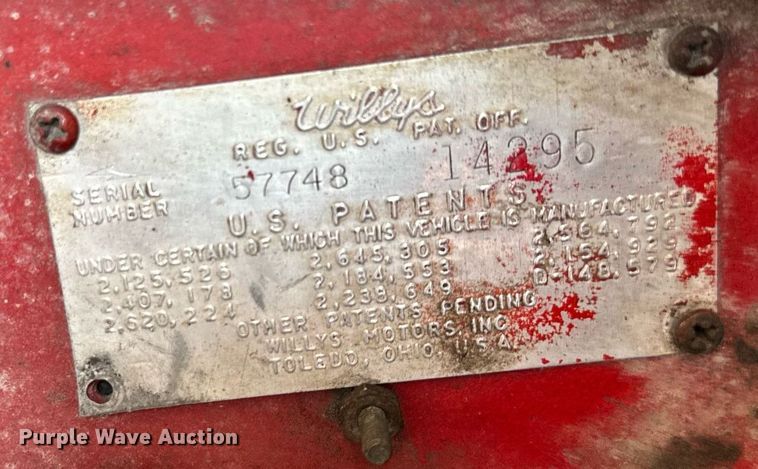 Willys
REG. U.S. PAT. OFF.
SERIAL NUMBER 57748 14295
U.S. PATENTS
UNDER CERTAIN OF WHICH THIS VEHICLE IS MANUFACTURED
2,125,526 2,645,305 2,564,792
2,407,178 2,184,553 2,154,929
2,620,224 2,238,649 D-148,679
OTHER PATENTS PENDING
WILLYS MOTORS, INC
TOLEDO, OHIO, U.S.A.
Purple Wave Auction